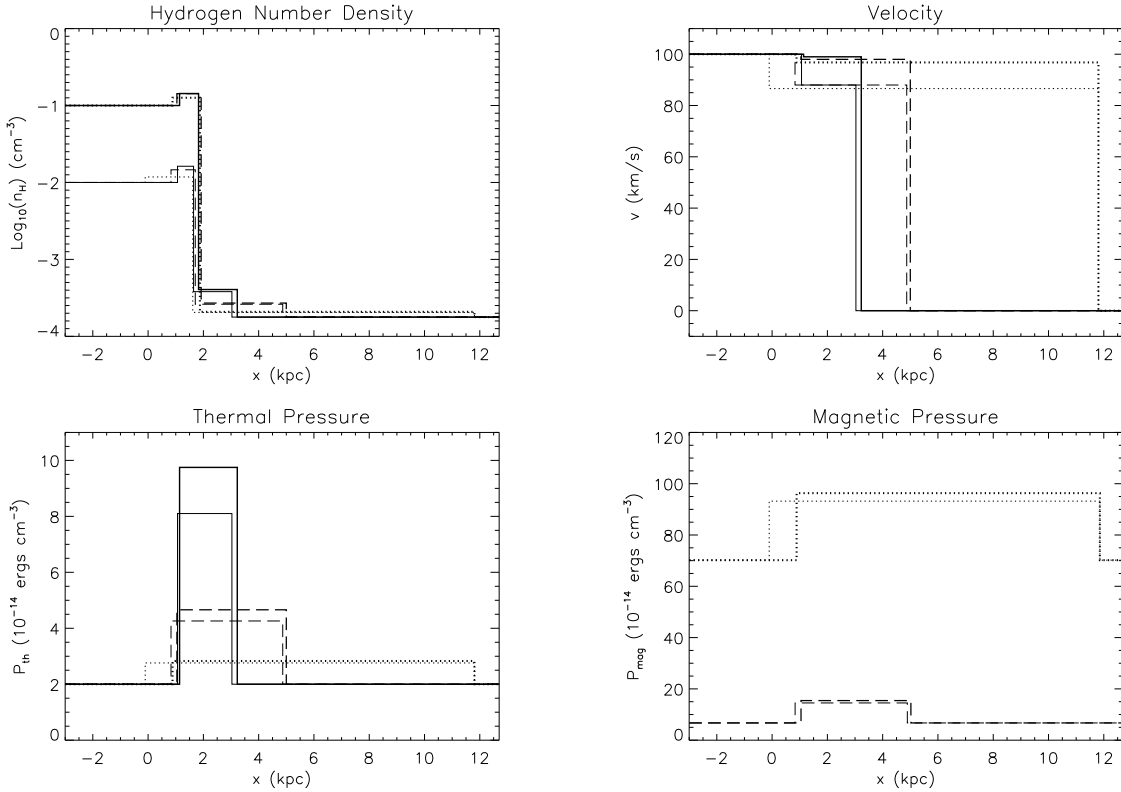 Hydrogen Number Density
Log₁₀(n_H) (cm⁻³)
0
−1
−2
−3
−4
−2 0 2 4 6 8 10 12
x (kpc)
Velocity
v (km/s)
100
80
60
40
20
0
−2 0 2 4 6 8 10 12
x (kpc)
Thermal Pressure
P_th (10⁻¹⁴ ergs cm⁻³)
10
8
6
4
2
0
−2 0 2 4 6 8 10 12
x (kpc)
Magnetic Pressure
P_mag (10⁻¹⁴ ergs cm⁻³)
120
100
80
60
40
20
0
−2 0 2 4 6 8 10 12
x (kpc)